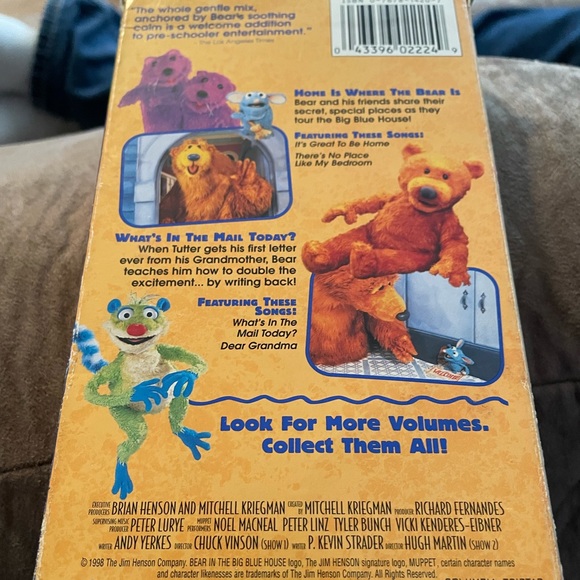 "The whole gentle mix,
anchored by Bear's soothing
calm is a welcome addition
to pre-schooler entertainment."
The Los Angeles Times
0 43396 02224 9
Home Is Where The Bear Is
Bear and his friends share their
secret, special places as they
tour the Big Blue House!
Featuring These Songs:
It's Great To Be Home
There's No Place
Like My Bedroom
What's In The Mail Today?
When Tutter gets his first letter
ever from his Grandmother, Bear
teaches him how to double the
excitement... by writing back!
Featuring These
Songs:
What's In The
Mail Today?
Dear Grandma
WELCOME
Look For More Volumes.
Collect Them All!
EXECUTIVE PRODUCERS BRIAN HENSON AND MITCHELL KRIEGMAN CREATED BY MITCHELL KRIEGMAN PRODUCER RICHARD FERNANDES
SUPERVISING MUSIC PRODUCER PETER LURYE MUPPET PERFORMERS NOEL MACNEAL PETER LINZ TYLER BUNCH VICKI KENDERES-EIBNER
WRITER ANDY YERKES DIRECTOR CHUCK VINSON (SHOW 1) WRITER P. KEVIN STRADER DIRECTOR HUGH MARTIN (SHOW 2)
© 1998 The Jim Henson Company. BEAR IN THE BIG BLUE HOUSE logo, The JIM HENSON signature logo, MUPPET, certain character names
and character likenesses are trademarks of The Jim Henson Company. All rights reserved.